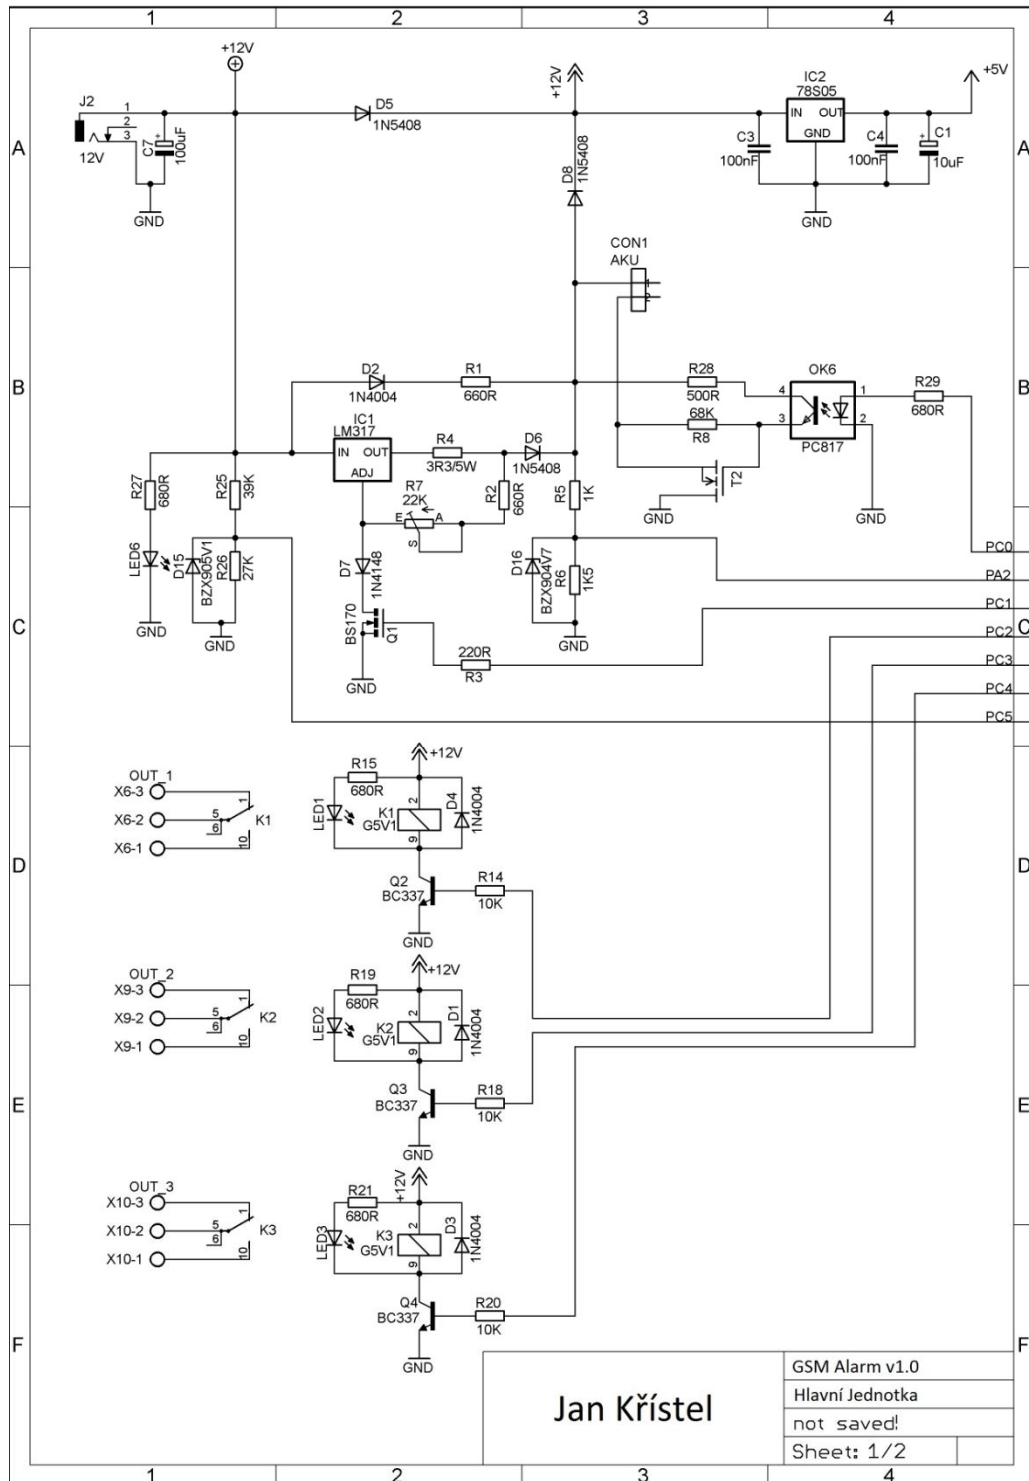 1 2 3 4
A
+12V
J2
1
2
3
12V
C7
100uF
GND
D5
1N5408
+12V
D8
1N5408
IC2
78S05
IN OUT
GND
+5V
C3
100nF
C4
100nF
C1
10uF
GND
A
CON1
AKU
1
2
B
D2
1N4004
R1
660R
R28
500R
68K
R8
OK6
4
3
1
2
PC817
R29
680R
B
IC1
LM317
IN OUT
ADJ
R4
3R3/5W
D6
1N5408
R7
22K
E A
S
R2
660R
R5
1K
T2
GND
GND
R27
680R
R25
39K
LED6
D15
BZX905V1
R26
27K
GND
GND
D7
1N4148
BS170
Q1
GND
D16
BZX904V7
R6
1K5
GND
220R
R3
C
PC0
PA2
PC1
PC2
C
PC3
PC4
PC5
OUT_1
X6-3
X6-2
X6-1
1
5
6
10
K1
+12V
R15
680R
LED1
K1
G5V1
2
9
D4
1N4004
D
D
Q2
BC337
R14
10K
GND
OUT_2
X9-3
X9-2
X9-1
1
5
6
10
K2
+12V
R19
680R
LED2
K2
G5V1
2
9
D1
1N4004
E
E
Q3
BC337
R18
10K
GND
OUT_3
X10-3
X10-2
X10-1
1
5
6
10
K3
+12V
R21
680R
LED3
K3
G5V1
2
9
D3
1N4004
F
F
Q4
BC337
R20
10K
GND
Jan Křístel
GSM Alarm v1.0
Hlavní Jednotka
not saved!
Sheet: 1/2
1 2 3 4